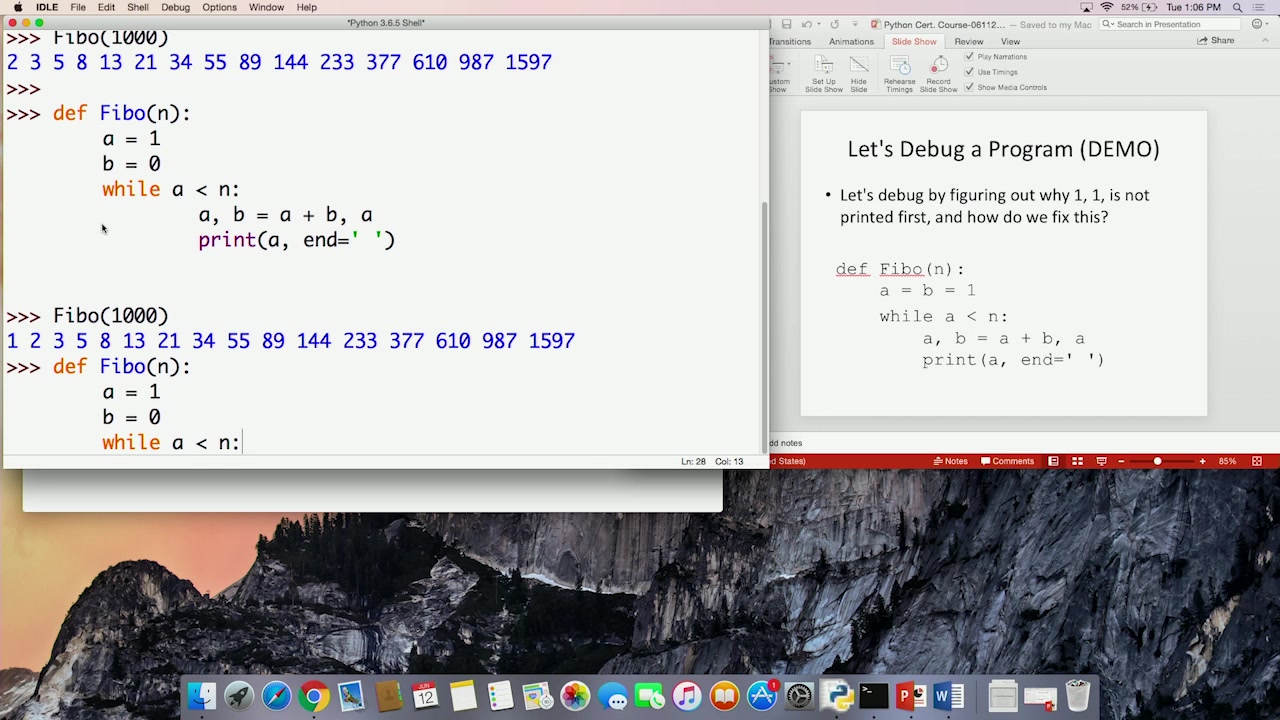 IDLE File Edit Shell Debug Options Window Help
52% Tue 1:06 PM
*Python 3.6.5 Shell*
>>> Fibo(1000)
2 3 5 8 13 21 34 55 89 144 233 377 610 987 1597
>>>
>>> def Fibo(n):
a = 1
b = 0
while a < n:
a, b = a + b, a
print(a, end=' ')
>>> Fibo(1000)
1 2 3 5 8 13 21 34 55 89 144 233 377 610 987 1597
>>> def Fibo(n):
a = 1
b = 0
while a < n:
Ln: 28 Col: 13
Python Cert. Course-06112... — Saved to my Mac
Search in Presentation
ransitions Animations Slide Show Review View
Share
ustom
Show
Set Up
Slide Show
Hide
Slide
Rehearse
Timings
Record
Slide Show
Play Narrations
Use Timings
Show Media Controls
Let's Debug a Program (DEMO)
• Let's debug by figuring out why 1, 1, is not
printed first, and how do we fix this?
def Fibo(n):
a = b = 1
while a < n:
a, b = a + b, a
print(a, end=' ')
dd notes
d States)
Notes Comments
85%
12
1